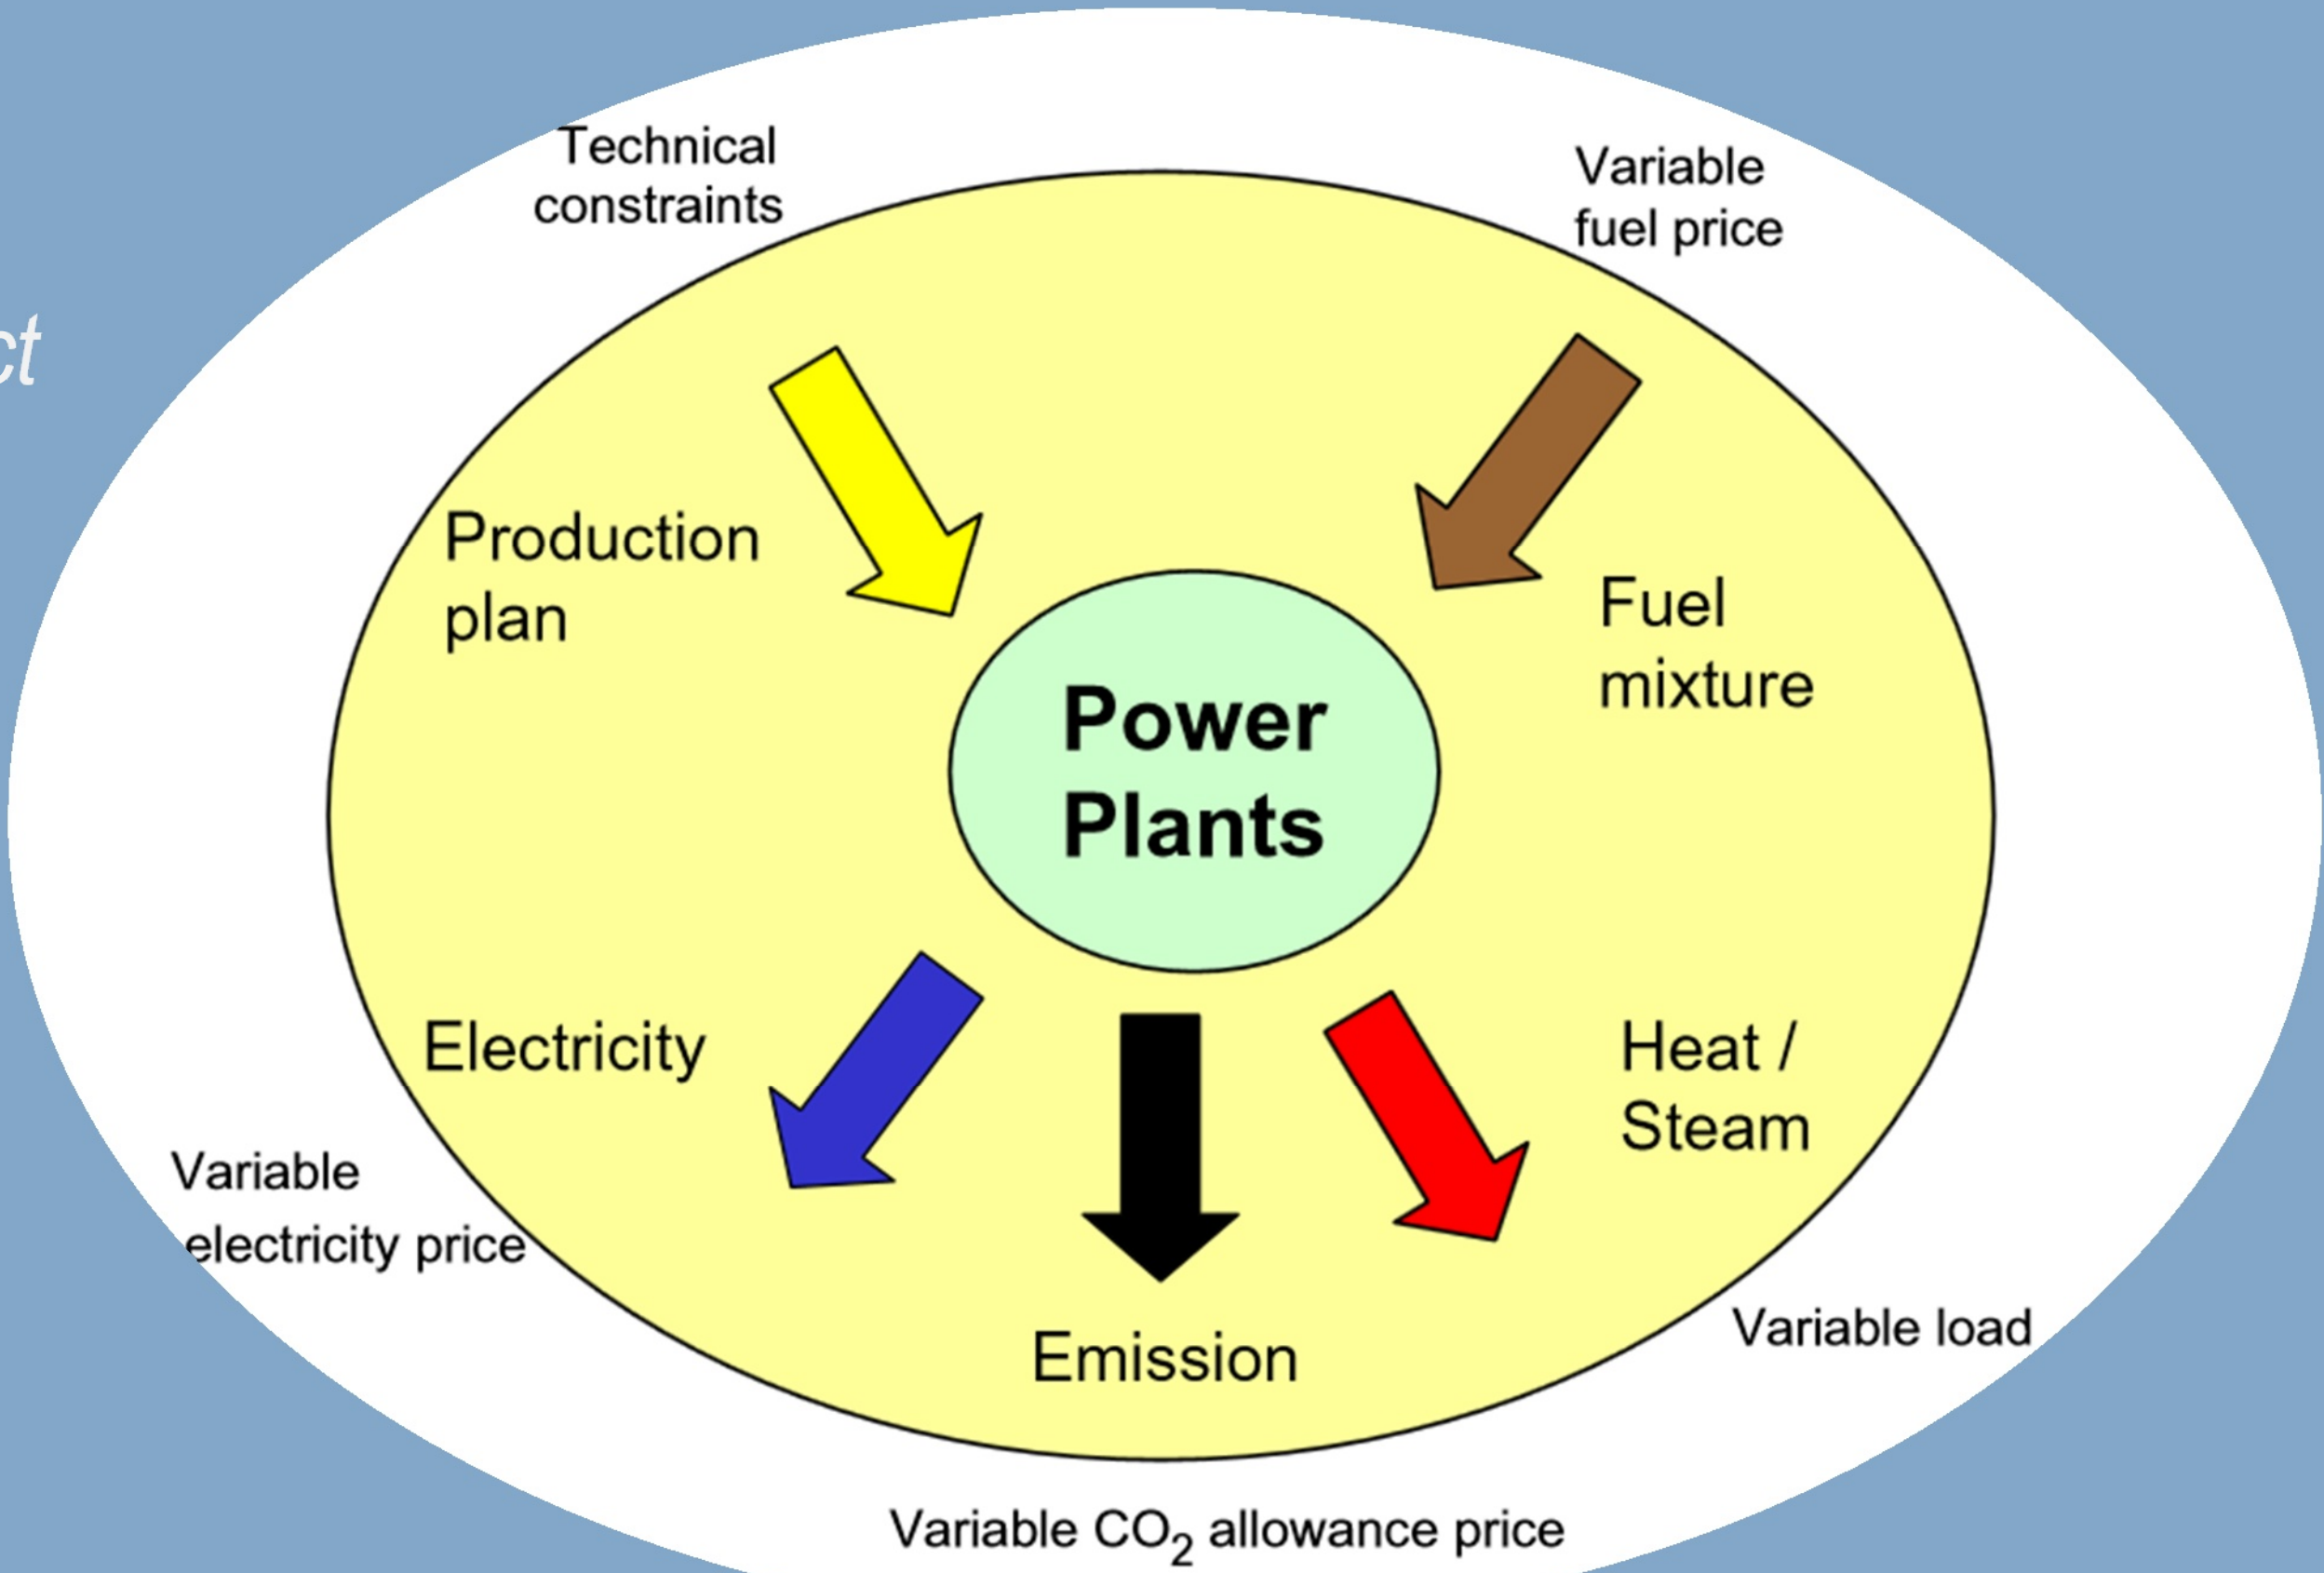 Technical
constraints
Variable
fuel price
ct
Production
plan
Fuel
mixture
Power
Plants
Electricity
Heat /
Steam
Variable
electricity price
Emission
Variable load
Variable CO₂ allowance price